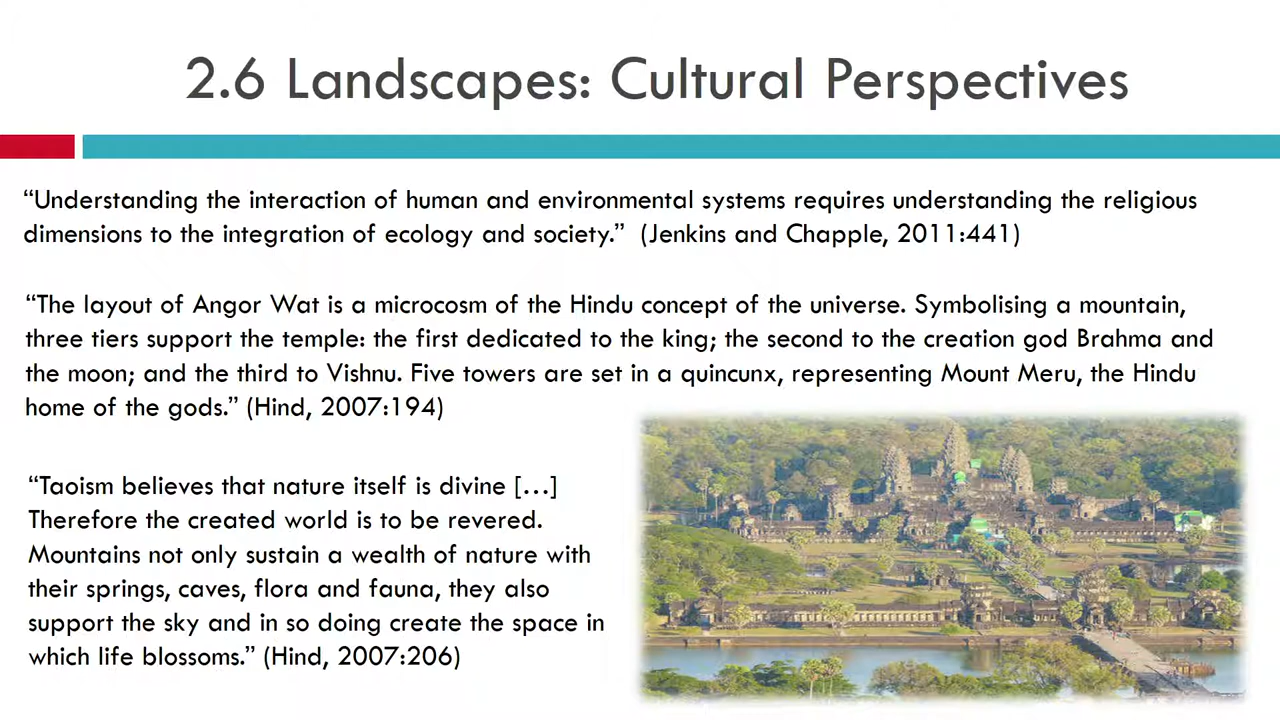 2.6 Landscapes: Cultural Perspectives
“Understanding the interaction of human and environmental systems requires understanding the religious
dimensions to the integration of ecology and society.” (Jenkins and Chapple, 2011:441)
“The layout of Angor Wat is a microcosm of the Hindu concept of the universe. Symbolising a mountain,
three tiers support the temple: the first dedicated to the king; the second to the creation god Brahma and
the moon; and the third to Vishnu. Five towers are set in a quincunx, representing Mount Meru, the Hindu
home of the gods.” (Hind, 2007:194)
“Taoism believes that nature itself is divine […]
Therefore the created world is to be revered.
Mountains not only sustain a wealth of nature with
their springs, caves, flora and fauna, they also
support the sky and in so doing create the space in
which life blossoms.” (Hind, 2007:206)